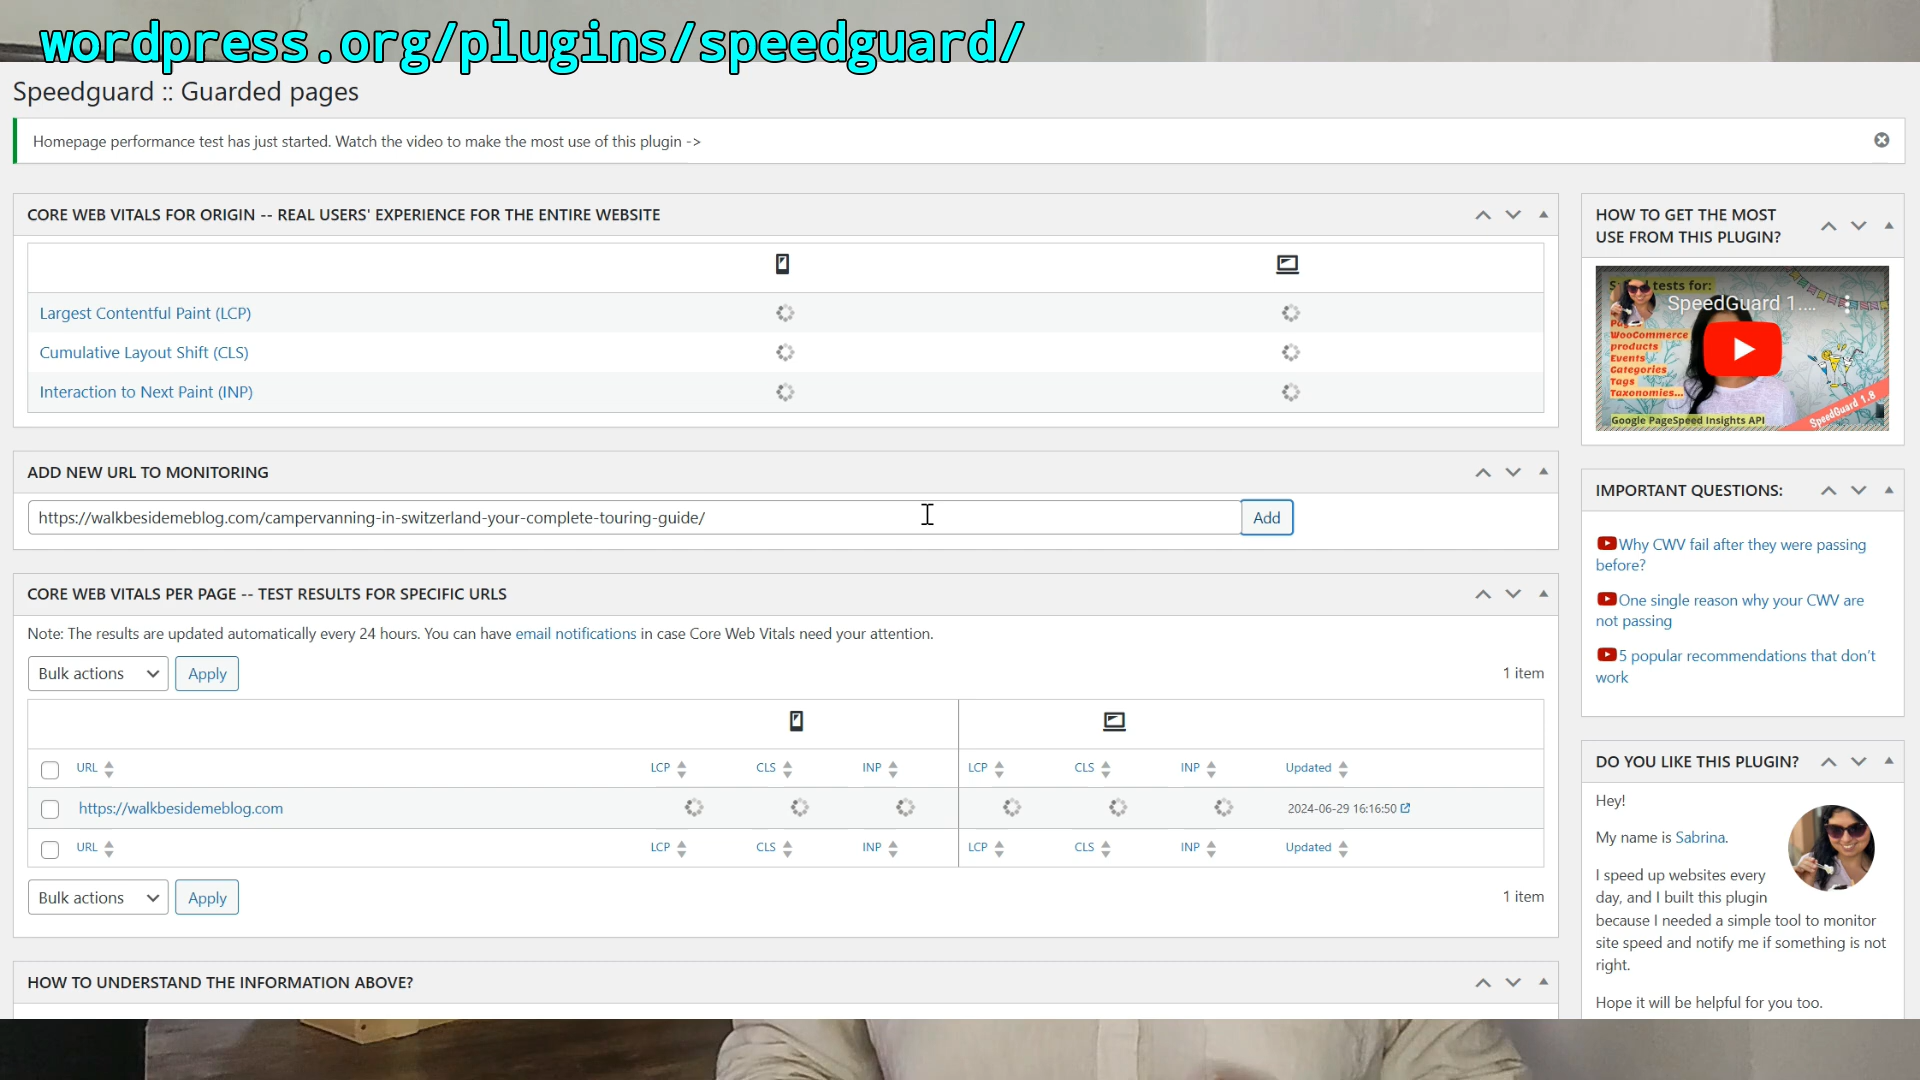 wordpress.org/plugins/speedguard/
Speedguard :: Guarded pages
Homepage performance test has just started. Watch the video to make the most use of this plugin ->
CORE WEB VITALS FOR ORIGIN -- REAL USERS' EXPERIENCE FOR THE ENTIRE WEBSITE
Largest Contentful Paint (LCP)
Cumulative Layout Shift (CLS)
Interaction to Next Paint (INP)
ADD NEW URL TO MONITORING
https://walkbesidemeblog.com/campervanning-in-switzerland-your-complete-touring-guide/
Add
CORE WEB VITALS PER PAGE -- TEST RESULTS FOR SPECIFIC URLS
Note: The results are updated automatically every 24 hours. You can have email notifications in case Core Web Vitals need your attention.
Bulk actions
Apply
1 item
URL LCP CLS INP LCP CLS INP Updated
https://walkbesidemeblog.com 2024-06-29 16:16:50
URL LCP CLS INP LCP CLS INP Updated
Bulk actions
Apply
1 item
HOW TO UNDERSTAND THE INFORMATION ABOVE?
HOW TO GET THE MOST
USE FROM THIS PLUGIN?
tests for:
SpeedGuard 1....
WooCommerce
products
Events
Categories
Tags
Taxonomies...
Google PageSpeed Insights API
SpeedGuard 1.8
IMPORTANT QUESTIONS:
Why CWV fail after they were passing
before?
One single reason why your CWV are
not passing
5 popular recommendations that don't
work
DO YOU LIKE THIS PLUGIN?
Hey!
My name is Sabrina.
I speed up websites every
day, and I built this plugin
because I needed a simple tool to monitor
site speed and notify me if something is not
right.
Hope it will be helpful for you too.